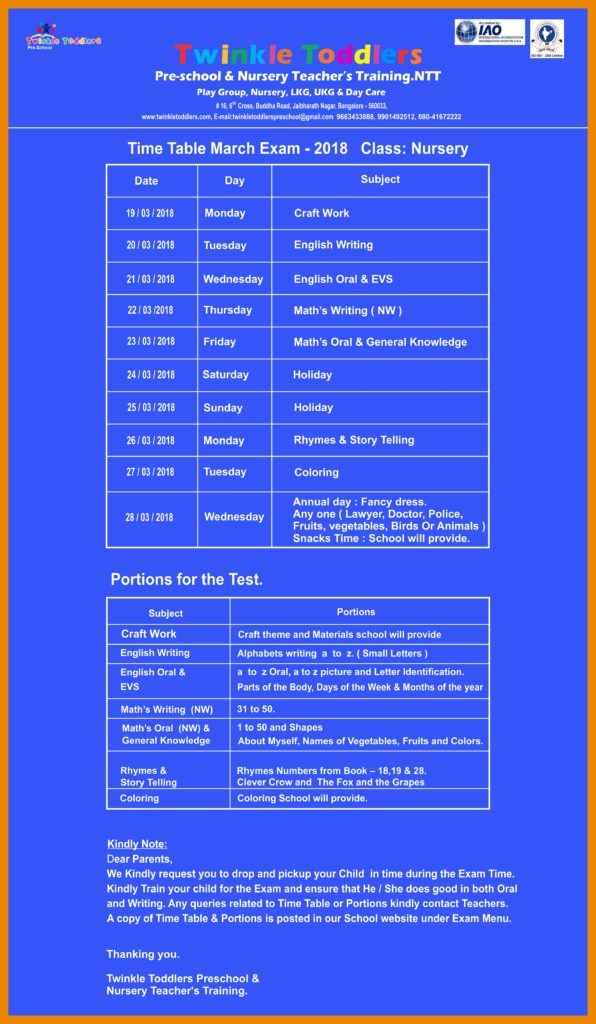 Twinkle Toddlers
Pre-School
Accredited by
IAO
INTERNATIONAL ACCREDITATION
ORGANIZATION HOUSTON U.S.A
Twinkle Toddlers
Pre-school & Nursery Teacher's Training.NTT
Play Group, Nursery, LKG, UKG & Day Care
# 16, 6th Cross, Buddha Road, Jaibharath Nagar, Bangalore - 560033,
www.twinkletoddlers.com, E-mail:twinkletoddlerspreschool@gmail.com 9663433888, 9901492512, 080-41672222
Time Table March Exam - 2018 Class: Nursery
Date Day Subject
19 / 03 / 2018 Monday Craft Work
20 / 03 / 2018 Tuesday English Writing
21 / 03 / 2018 Wednesday English Oral & EVS
22 / 03 /2018 Thursday Math's Writing ( NW )
23 / 03 / 2018 Friday Math's Oral & General Knowledge
24 / 03 / 2018 Saturday Holiday
25 / 03 / 2018 Sunday Holiday
26 / 03 / 2018 Monday Rhymes & Story Telling
27 / 03 / 2018 Tuesday Coloring
28 / 03 / 2018 Wednesday Annual day : Fancy dress.
Any one ( Lawyer, Doctor, Police,
Fruits, vegetables, Birds Or Animals )
Snacks Time : School will provide.
Portions for the Test.
Subject Portions
Craft Work Craft theme and Materials school will provide
English Writing Alphabets writing a to z. ( Small Letters )
English Oral & a to z Oral, a to z picture and Letter Identification.
EVS Parts of the Body, Days of the Week & Months of the year
Math's Writing (NW) 31 to 50.
Math's Oral (NW) & 1 to 50 and Shapes
General Knowledge About Myself, Names of Vegetables, Fruits and Colors.
Rhymes & Rhymes Numbers from Book – 18,19 & 28.
Story Telling Clever Crow and The Fox and the Grapes
Coloring Coloring School will provide.
Kindly Note:
Dear Parents,
We Kindly request you to drop and pickup your Child in time during the Exam Time.
Kindly Train your child for the Exam and ensure that He / She does good in both Oral
and Writing. Any queries related to Time Table or Portions kindly contact Teachers.
A copy of Time Table & Portions is posted in our School website under Exam Menu.
Thanking you.
Twinkle Toddlers Preschool &
Nursery Teacher's Training.